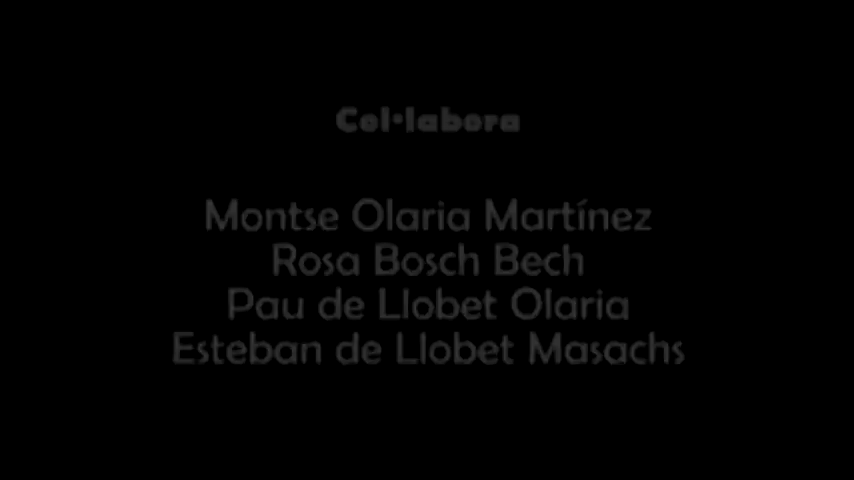 Col·labora
Montse Olaria Martínez
Rosa Bosch Bech
Pau de Llobet Olaria
Esteban de Llobet Masachs